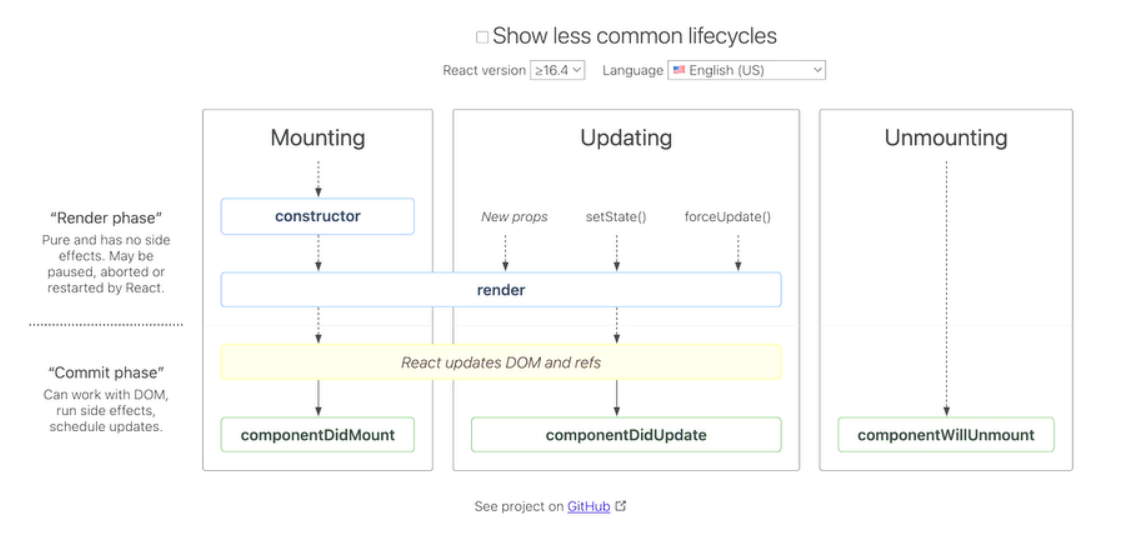 Show less common lifecycles
React version ≥16.4 Language English (US)
Mounting
Updating
Unmounting
“Render phase”
Pure and has no side
effects. May be
paused, aborted or
restarted by React.
constructor
New props
setState()
forceUpdate()
render
React updates DOM and refs
“Commit phase”
Can work with DOM,
run side effects,
schedule updates.
componentDidMount
componentDidUpdate
componentWillUnmount
See project on GitHub